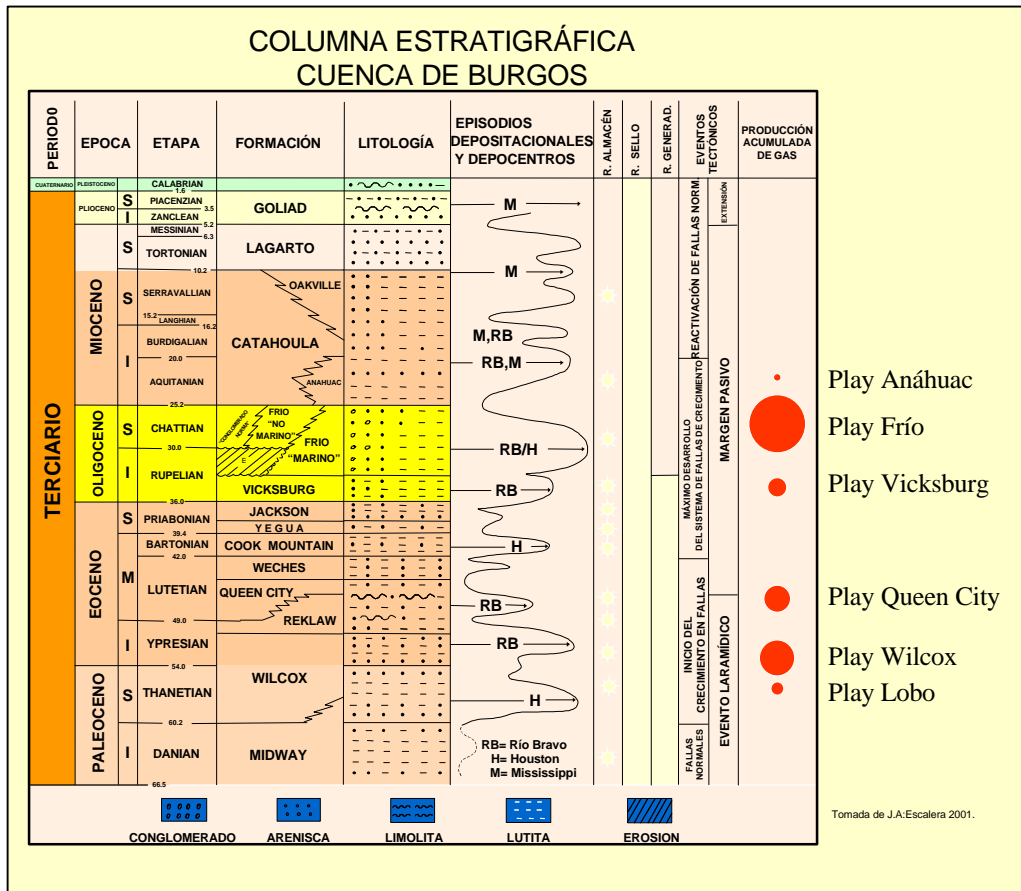 COLUMNA ESTRATIGRÁFICA
CUENCA DE BURGOS
PERIOD0
EPOCA
ETAPA
FORMACIÓN
LITOLOGÍA
EPISODIOS
DEPOSITACIONALES
Y DEPOCENTROS
R. ALMACÉN
R. SELLO
R. GENERAD.
EVENTOS
TECTÓNICOS
PRODUCCIÓN
ACUMULADA
DE GAS
CUATERNARIO
PLEISTOCENO
CALABRIAN
1.6
TERCIARIO
PLIOCENO
S
PIACENZIAN
3.5
I
ZANCLEAN
5.2
GOLIAD
M
MIOCENO
S
MESSINIAN
6.3
TORTONIAN
10.2
LAGARTO
M
S
SERRAVALLIAN
15.2
LANGHIAN
16.2
I
BURDIGALIAN
20.0
AQUITANIAN
25.2
OAKVILLE
CATAHOULA
ANAHUAC
M,RB
RB,M
OLIGOCENO
S
CHATTIAN
30.0
I
RUPELIAN
36.0
"CONGLOMERADO
NORMA"
FRIO
"NO
MARINO"
FRIO
"MARINO"
E
VICKSBURG
RB/H
RB
EOCENO
S
PRIABONIAN
39.4
M
BARTONIAN
42.0
LUTETIAN
49.0
I
YPRESIAN
54.0
JACKSON
YEGUA
COOK MOUNTAIN
WECHES
QUEEN CITY
REKLAW
H
RB
RB
PALEOCENO
S
THANETIAN
60.2
I
DANIAN
66.5
WILCOX
MIDWAY
H
RB= Río Bravo
H= Houston
M= Mississippi
REACTIVACIÓN DE FALLAS NORM.
MÁXIMO DESARROLLO
DEL SISTEMA DE FALLAS DE CRECIMIENTO
INICIO DEL
CRECIMIENTO EN FALLAS
FALLAS
NORMALES
EXTENSIÓN
MARGEN PASIVO
EVENTO LARAMÍDICO
Play Anáhuac
Play Frío
Play Vicksburg
Play Queen City
Play Wilcox
Play Lobo
CONGLOMERADO
ARENISCA
LIMOLITA
LUTITA
EROSION
Tomada de J.A:Escalera 2001.